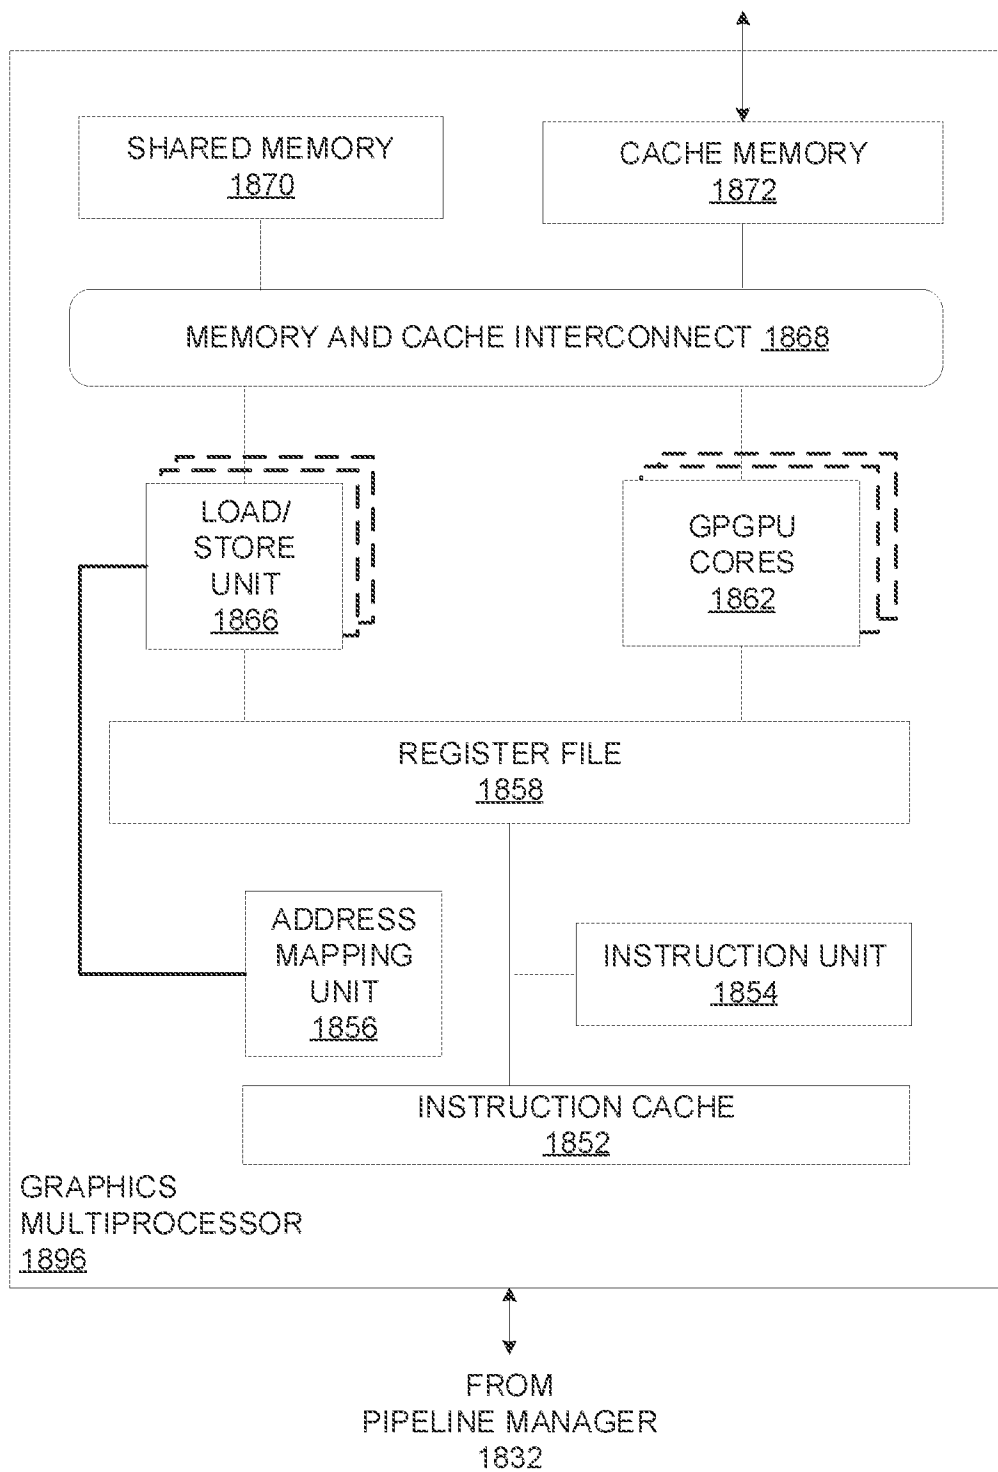 SHARED MEMORY
1870
CACHE MEMORY
1872
MEMORY AND CACHE INTERCONNECT 1868
LOAD/
STORE
UNIT
1866
GPGPU
CORES
1862
REGISTER FILE
1858
ADDRESS
MAPPING
UNIT
1856
INSTRUCTION UNIT
1854
INSTRUCTION CACHE
1852
GRAPHICS
MULTIPROCESSOR
1896
FROM
PIPELINE MANAGER
1832